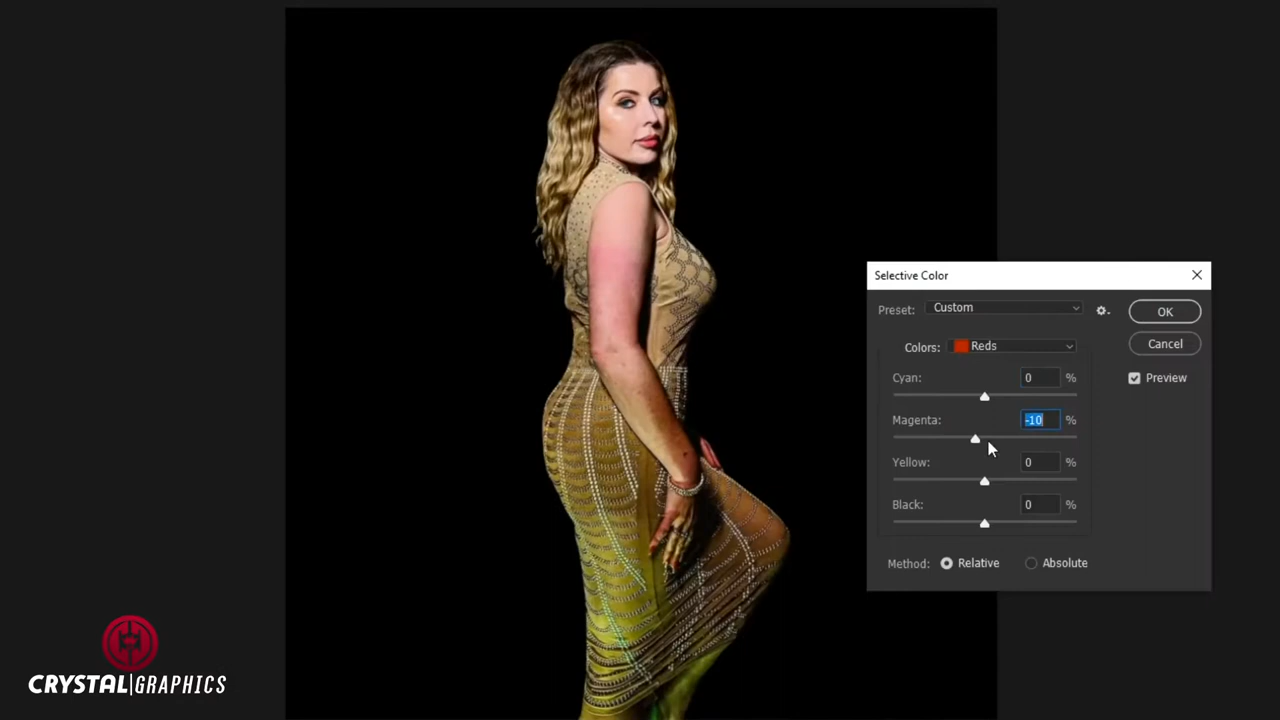 Selective Color
Preset: Custom
OK
Colors: Reds
Cancel
Cyan: 0 %
Preview
Magenta: -10 %
Yellow: 0 %
Black: 0 %
Method: Relative Absolute
CRYSTAL|GRAPHICS